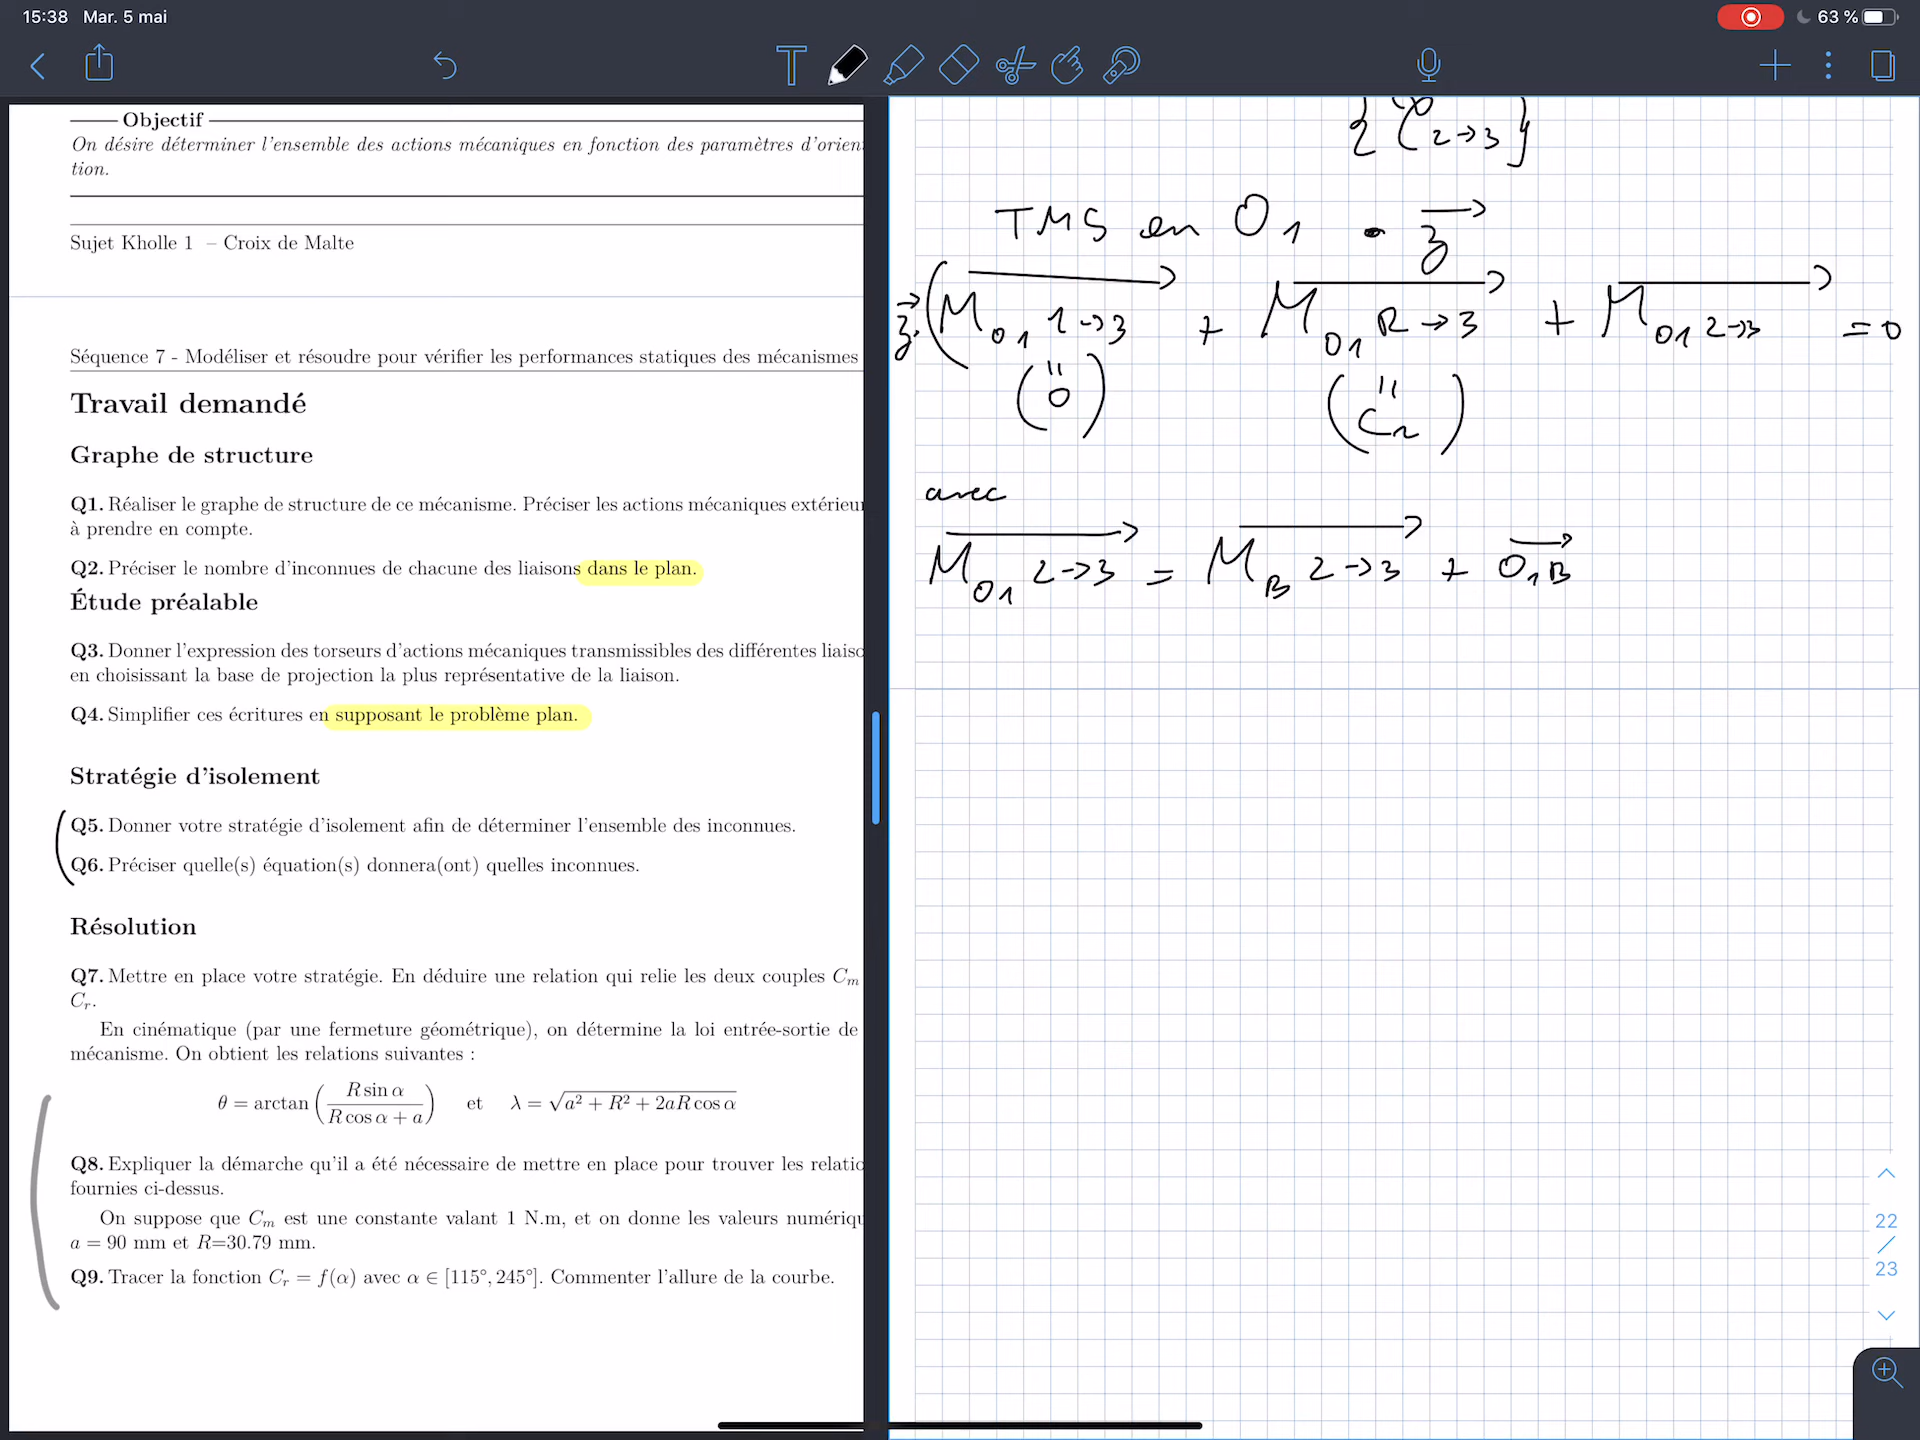 15:38 Mar. 5 mai
63 %
T
Objectif
On désire déterminer l'ensemble des actions mécaniques en fonction des paramètres d'orien
tion.
Sujet Kholle 1 – Croix de Malte
Séquence 7 - Modéliser et résoudre pour vérifier les performances statiques des mécanismes
Travail demandé
Graphe de structure
Q1. Réaliser le graphe de structure de ce mécanisme. Préciser les actions mécaniques extérieur
à prendre en compte.
Q2. Préciser le nombre d'inconnues de chacune des liaisons dans le plan.
Étude préalable
Q3. Donner l'expression des torseurs d'actions mécaniques transmissibles des différentes liaiso
en choisissant la base de projection la plus représentative de la liaison.
Q4. Simplifier ces écritures en supposant le problème plan.
Stratégie d'isolement
Q5. Donner votre stratégie d'isolement afin de déterminer l'ensemble des inconnues.
Q6. Préciser quelle(s) équation(s) donnera(ont) quelles inconnues.
Résolution
Q7. Mettre en place votre stratégie. En déduire une relation qui relie les deux couples Cm
Cr.
En cinématique (par une fermeture géométrique), on détermine la loi entrée-sortie de
mécanisme. On obtient les relations suivantes :
θ = arctan (R sin α / R cos α + a) et λ = √(a² + R² + 2aR cos α)
Q8. Expliquer la démarche qu'il a été nécessaire de mettre en place pour trouver les relatio
fournies ci-dessus.
On suppose que Cm est une constante valant 1 N.m, et on donne les valeurs numériqu
a = 90 mm et R=30.79 mm.
Q9. Tracer la fonction Cr = f(α) avec α ∈ [115°, 245°]. Commenter l'allure de la courbe.
{ 2→3 }
TMS en O1 · z
z. (M O1 1→3 + M O1 R→3 + M O1 2→3 = 0
(" 0) (" Cr)
avec
M O1 2→3 = M B 2→3 + O1B
22
/
23